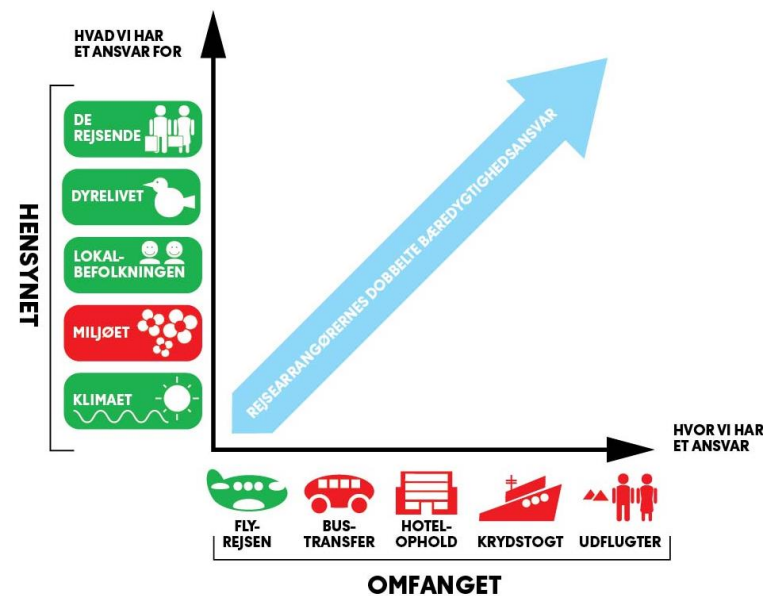 HVAD VI HAR
ET ANSVAR FOR
DE
REJSENDE
DYRELIVET
LOKAL-
BEFOLKNINGEN
MILJØET
KLIMAET
HENSYNET
REJSEARRANGØRERNES DOBBELTE BÆREDYGTIGHEDSANSVAR
HVOR VI HAR
ET ANSVAR
FLY-
REJSEN
BUS-
TRANSFER
HOTEL-
OPHOLD
KRYDSTOGT
UDFLUGTER
OMFANGET